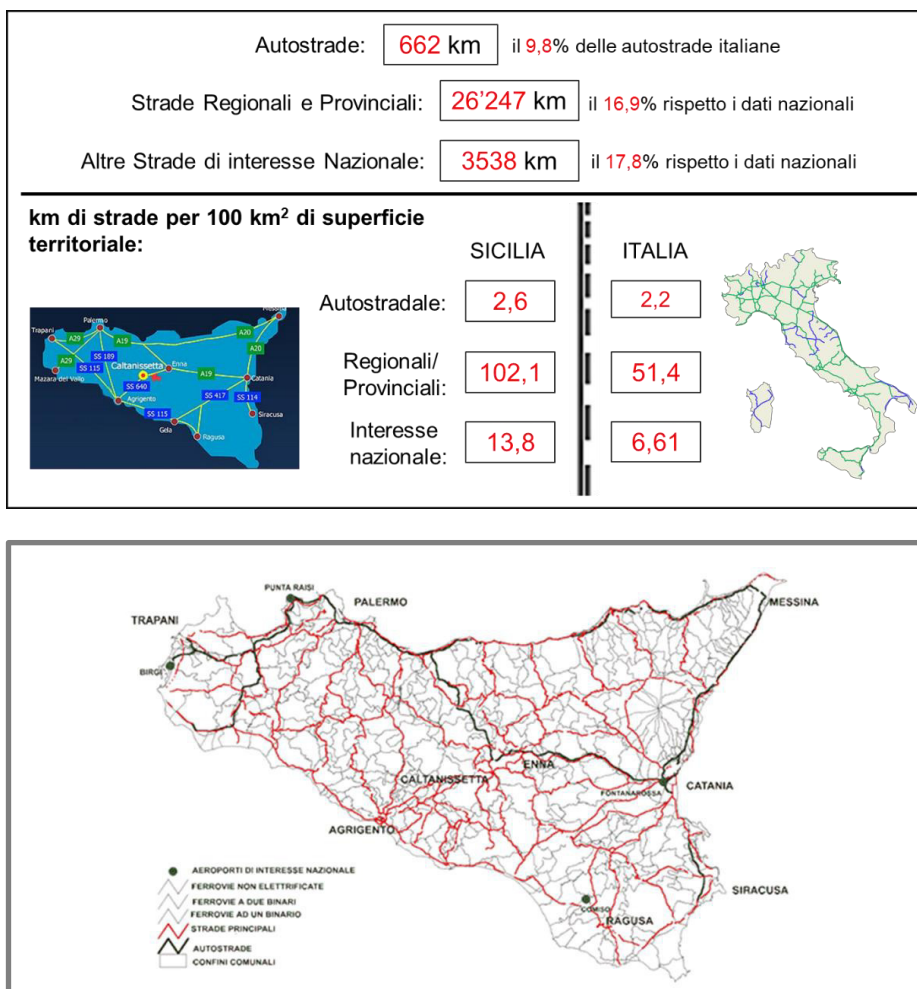 Autostrade: 662 km il 9,8% delle autostrade italiane
Strade Regionali e Provinciali: 26'247 km il 16,9% rispetto i dati nazionali
Altre Strade di interesse Nazionale: 3538 km il 17,8% rispetto i dati nazionali
km di strade per 100 km² di superficie
territoriale:
SICILIA ITALIA
Autostradale: 2,6 2,2
Regionali/
Provinciali: 102,1 51,4
Interesse
nazionale: 13,8 6,61
Messina
Palermo
Trapani
A29
A19
A20
A20
SS 189
A29
SS 115
Caltanissetta
Enna
Mazara del Vallo
SS 640
A19
Catania
Agrigento
SS 417
SS 114
SS 115
Siracusa
Gela
Ragusa
PUNTA RAISI
PALERMO
MESSINA
TRAPANI
BIRGI
ENNA
CALTANISSETTA
FONTANAROSSA
CATANIA
AGRIGENTO
SIRACUSA
COMISO
RAGUSA
AEROPORTI DI INTERESSE NAZIONALE
FERROVIE NON ELETTRIFICATE
FERROVIE A DUE BINARI
FERROVIE AD UN BINARIO
STRADE PRINCIPALI
AUTOSTRADE
CONFINI COMUNALI